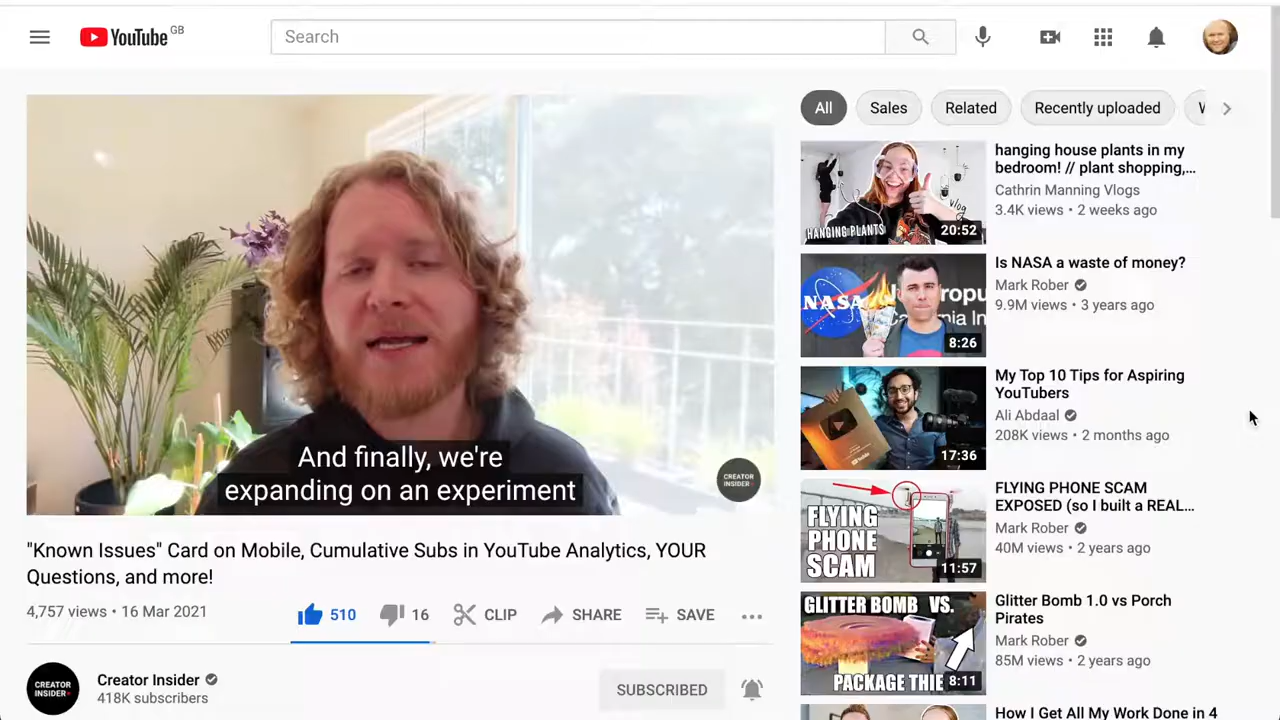 YouTube GB
Search
And finally, we're
expanding on an experiment
CREATOR
INSIDER
"Known Issues" Card on Mobile, Cumulative Subs in YouTube Analytics, YOUR
Questions, and more!
4,757 views • 16 Mar 2021
510
16
CLIP
SHARE
SAVE
CREATOR
INSIDER
Creator Insider
418K subscribers
SUBSCRIBED
All
Sales
Related
Recently uploaded
HANGING PLANTS
vlog
20:52
hanging house plants in my
bedroom! // plant shopping,...
Cathrin Manning Vlogs
3.4K views • 2 weeks ago
NASA
8:26
Is NASA a waste of money?
Mark Rober
9.9M views • 3 years ago
17:36
My Top 10 Tips for Aspiring
YouTubers
Ali Abdaal
208K views • 2 months ago
FLYING
PHONE
SCAM
11:57
FLYING PHONE SCAM
EXPOSED (so I built a REAL...
Mark Rober
40M views • 2 years ago
GLITTER BOMB VS.
PACKAGE THIE
8:11
Glitter Bomb 1.0 vs Porch
Pirates
Mark Rober
85M views • 2 years ago
How I Get All My Work Done in 4